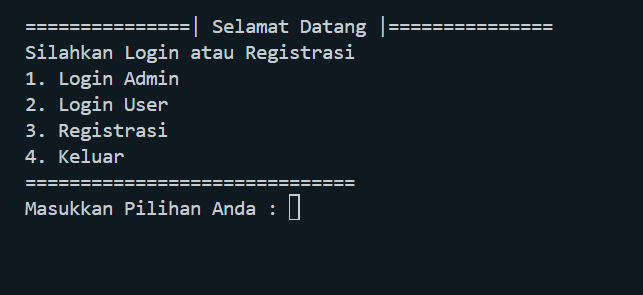 ===============| Selamat Datang |===============
Silahkan Login atau Registrasi
1. Login Admin
2. Login User
3. Registrasi
4. Keluar
==============================
Masukkan Pilihan Anda :